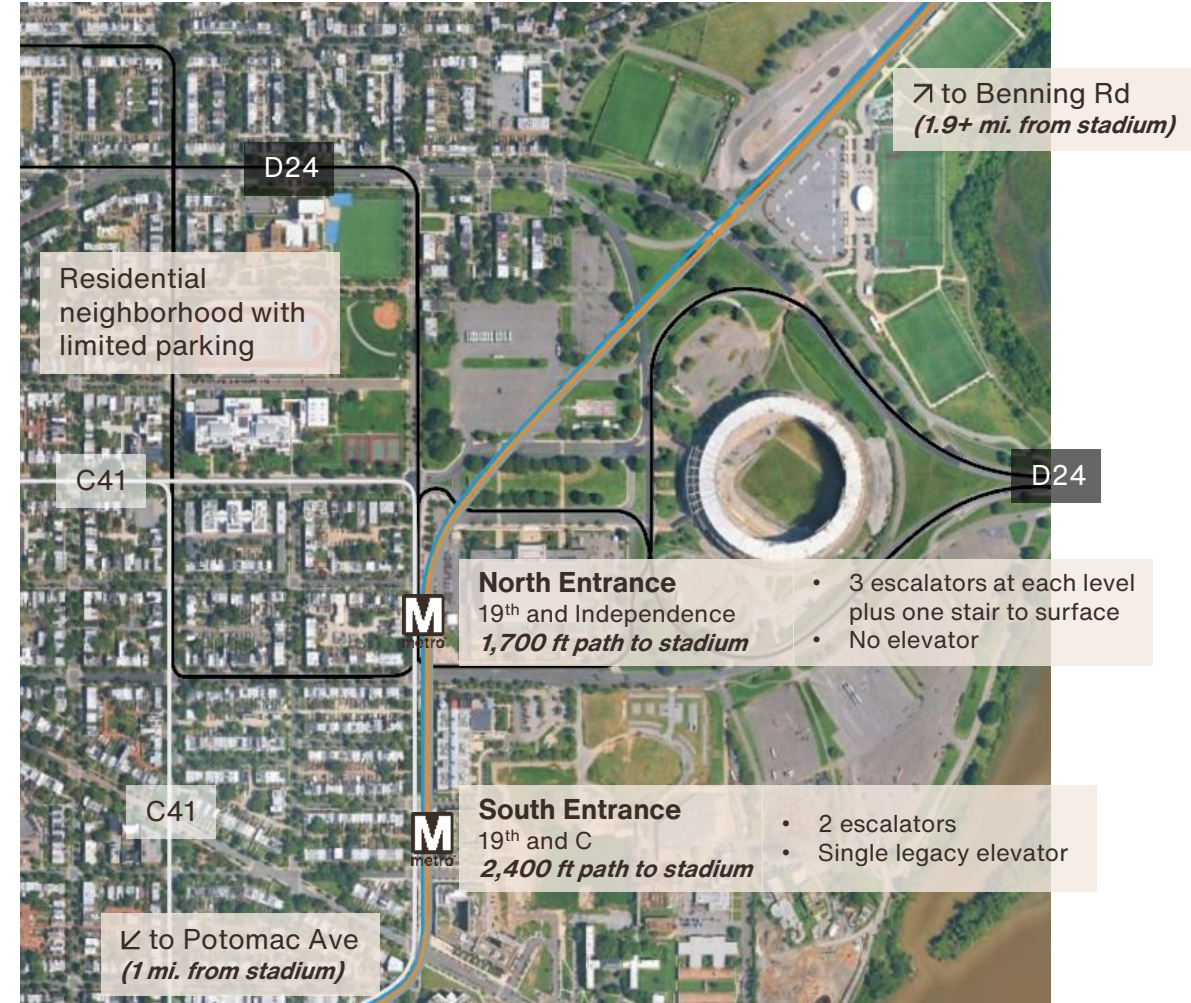 ↗ to Benning Rd
(1.9+ mi. from stadium)
D24
Residential
neighborhood with
limited parking
C41
D24
North Entrance
19th and Independence
1,700 ft path to stadium
• 3 escalators at each level
plus one stair to surface
• No elevator
M
metro
South Entrance
19th and C
2,400 ft path to stadium
• 2 escalators
• Single legacy elevator
M
metro
C41
↙ to Potomac Ave
(1 mi. from stadium)